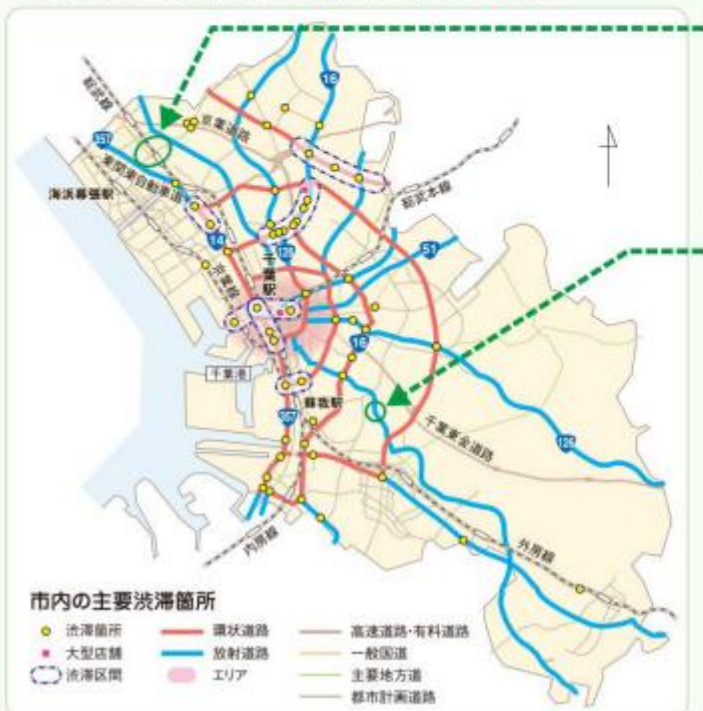 16
総武線
京葉道路
357
東関東自動車道
海浜幕張駅
総武本線
14
126
51
千葉駅
京葉線
16
千葉港
蘇我駅
357
千葉東金道路
126
内房線
外房線
市内の主要渋滞箇所
渋滞箇所
環状道路
高速道路・有料道路
大型店舗
放射道路
一般国道
渋滞区間
エリア
主要地方道
都市計画道路